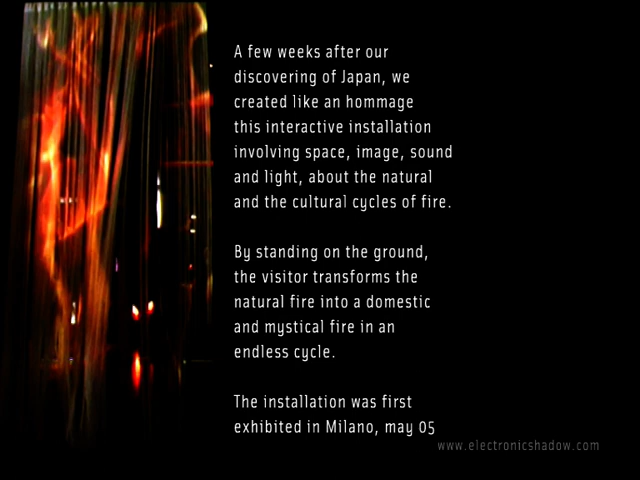 A few weeks after our
discovering of Japan, we
created like an hommage
this interactive installation
involving space, image, sound
and light, about the natural
and the cultural cycles of fire.
By standing on the ground,
the visitor transforms the
natural fire into a domestic
and mystical fire in an
endless cycle.
The installation was first
exhibited in Milano, may 05
www.electronicshadow.com